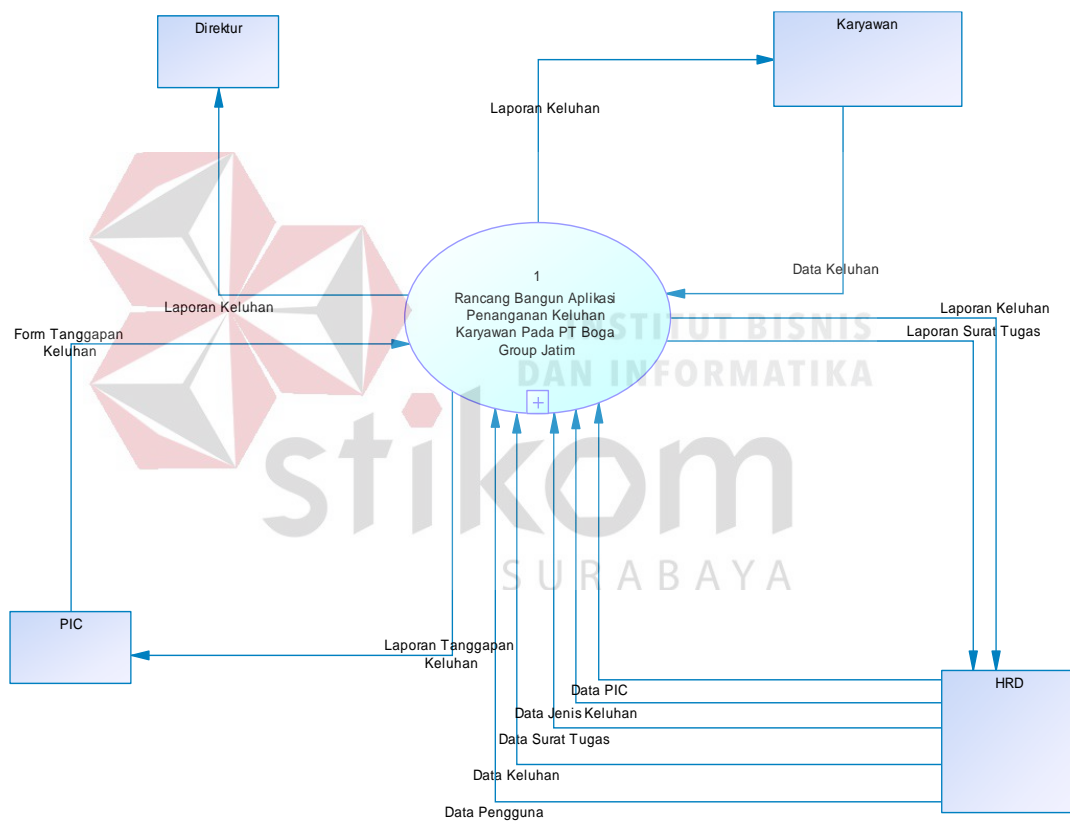 Direktur
Karyawan
Laporan Keluhan
Data Keluhan
1
Rancang Bangun Aplikasi
Penanganan Keluhan
Karyawan Pada PT Boga
Group Jatim
Laporan Keluhan
Form Tanggapan
Keluhan
Laporan Keluhan
Laporan Surat Tugas
INSTITUT BISNIS
DAN INFORMATIKA
stikom
SURABAYA
PIC
Laporan Tanggapan
Keluhan
HRD
Data PIC
Data Jenis Keluhan
Data Surat Tugas
Data Keluhan
Data Pengguna